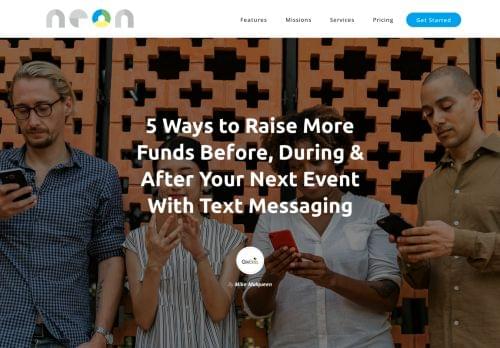 neon
Features Missions Services Pricing Get Started
5 Ways to Raise More
Funds Before, During &
After Your Next Event
With Text Messaging
By Mike McAqueen